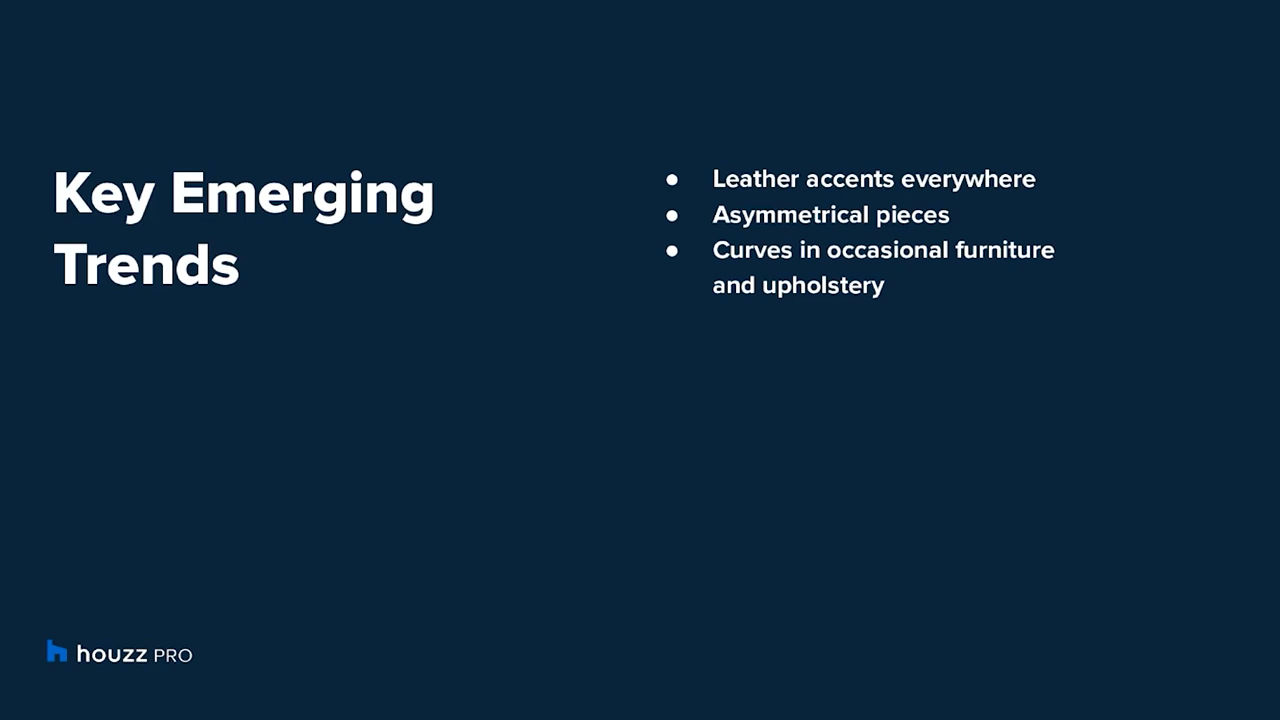 Key Emerging
Trends
● Leather accents everywhere
● Asymmetrical pieces
● Curves in occasional furniture
and upholstery
houzz PRO